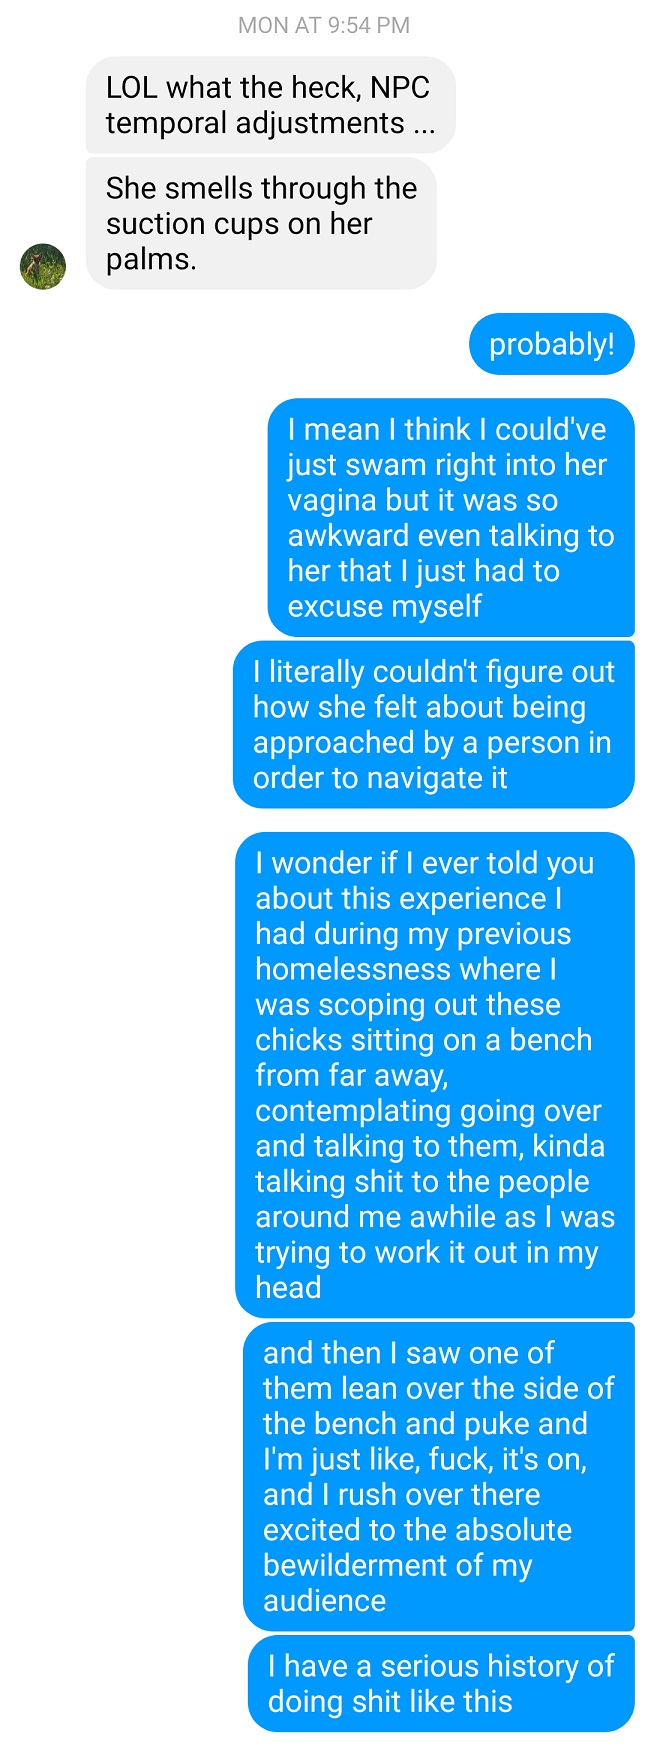 MON AT 9:54 PM
LOL what the heck, NPC
temporal adjustments ...
She smells through the
suction cups on her
palms.
probably!
I mean I think I could've
just swam right into her
vagina but it was so
awkward even talking to
her that I just had to
excuse myself
I literally couldn't figure out
how she felt about being
approached by a person in
order to navigate it
I wonder if I ever told you
about this experience I
had during my previous
homelessness where I
was scoping out these
chicks sitting on a bench
from far away,
contemplating going over
and talking to them, kinda
talking shit to the people
around me awhile as I was
trying to work it out in my
head
and then I saw one of
them lean over the side of
the bench and puke and
I'm just like, fuck, it's on,
and I rush over there
excited to the absolute
bewilderment of my
audience
I have a serious history of
doing shit like this